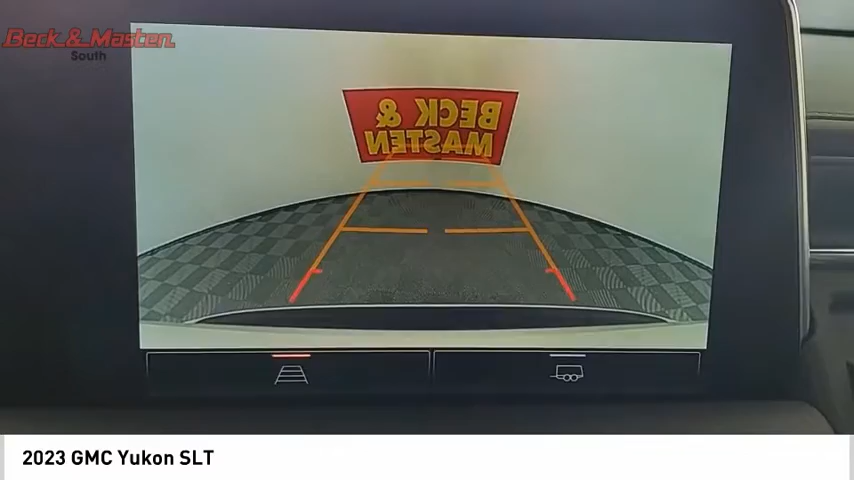 Beck & Masten
South
BECK &
MASTEN
2023 GMC Yukon SLT